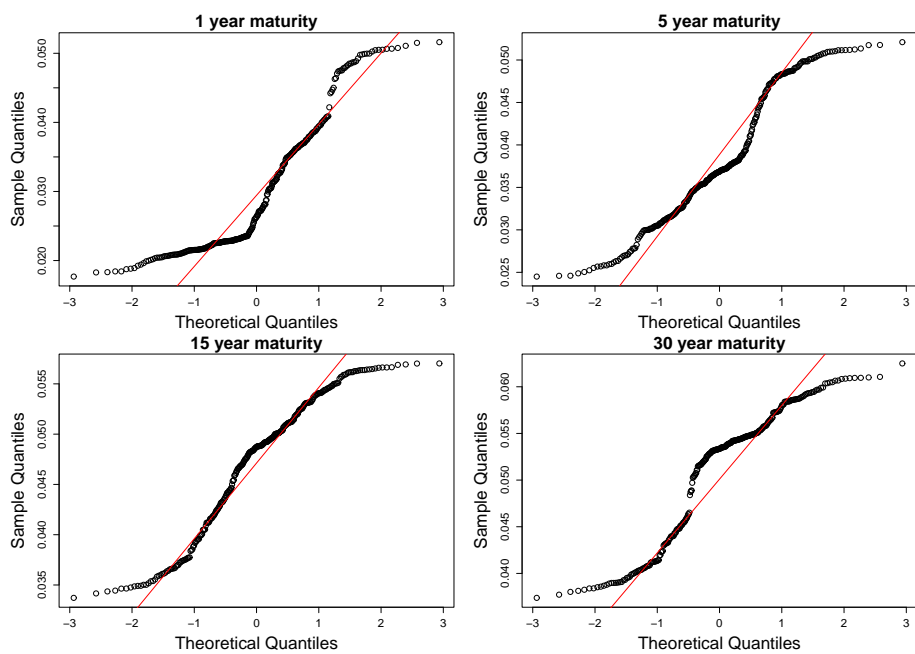 1 year maturity
0.050
0.040
0.030
0.020
Sample Quantiles
−3 −2 −1 0 1 2 3
Theoretical Quantiles
5 year maturity
0.050
0.045
0.040
0.035
0.030
0.025
Sample Quantiles
−3 −2 −1 0 1 2 3
Theoretical Quantiles
15 year maturity
0.055
0.050
0.045
0.040
0.035
Sample Quantiles
−3 −2 −1 0 1 2 3
Theoretical Quantiles
30 year maturity
0.060
0.055
0.050
0.045
0.040
Sample Quantiles
−3 −2 −1 0 1 2 3
Theoretical Quantiles